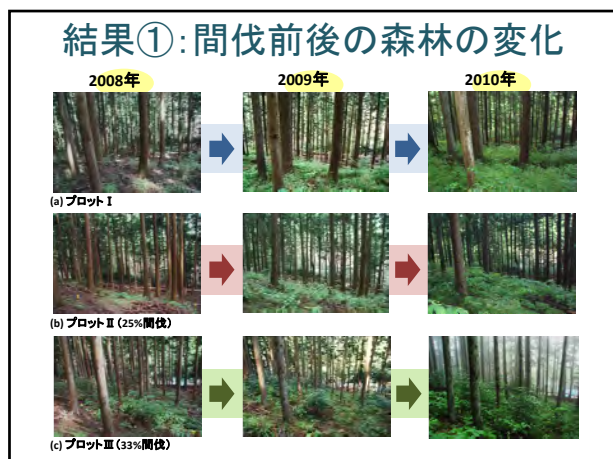 結果①:間伐前後の森林の変化
2008年
2009年
2010年
(a) プロットⅠ
(b) プロットⅡ(25%間伐)
(c) プロットⅢ(33%間伐)